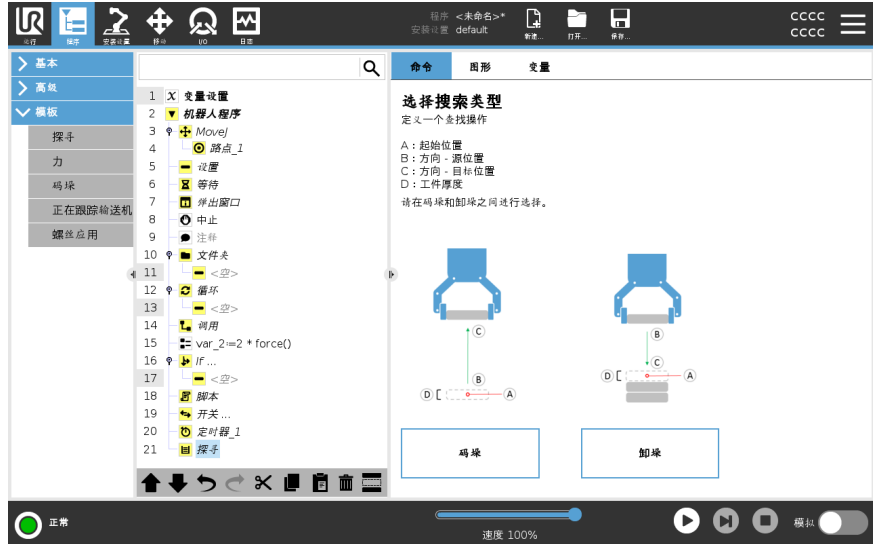 UR
运行
程序
安装设置
移动
I/O
日志
程序 <未命名>*
安装设置 default
新建...
打开...
保存...
CCCC
CCCC
基本
高级
模板
探寻
力
码垛
正在跟踪输送机
螺丝应用
1 X 变量设置
2 机器人程序
3 MoveJ
4 路点_1
5 设置
6 等待
7 弹出窗口
8 中止
9 注释
10 文件夹
11 <空>
12 循环
13 <空>
14 调用
15 var_2≔2 * force()
16 If ...
17 <空>
18 脚本
19 开关 ...
20 定时器_1
21 探寻
命令 图形 变量
选择搜索类型
定义一个查找操作
A：起始位置
B：方向 - 源位置
C：方向 - 目标位置
D：工件厚度
请在码垛和卸垛之间进行选择。
C
B
D A
B
C
D A
码垛
卸垛
正常
速度 100%
模拟